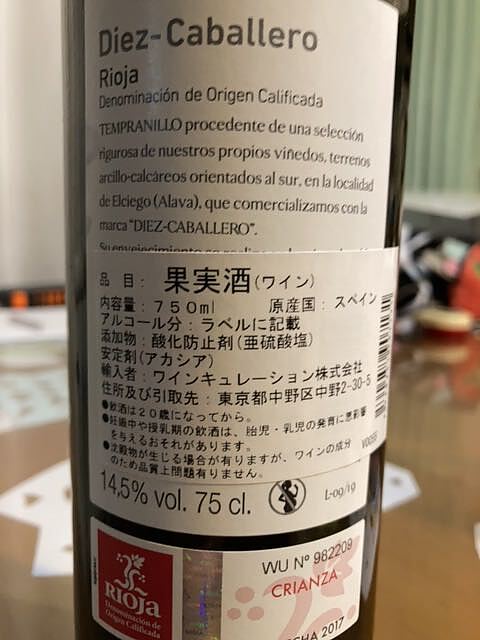 Diez-Caballero
Rioja
Denominación de Origen Calificada
TEMPRANILLO procedente de una selección
rigurosa de nuestros propios viñedos, terrenos
arcillo-calcáreos orientados al sur, en la localidad
de Elciego (Alava), que comercializamos con la
marca "DIEZ-CABALLERO".
Su envejecimiento se realiza
品 目: 果実酒(ワイン)
内容量:750ml 原産国:スペイン
アルコール分:ラベルに記載
添加物:酸化防止剤(亜硫酸塩)
安定剤(アカシア)
輸入者:ワインキュレーション株式会社
住所及び引取先:東京都中野区中野2-30-5
●飲酒は20歳になってから。
●妊娠中や授乳期の飲酒は、胎児・乳児の発育に悪影響
を与えるおそれがあります。
●沈殿物が生じる場合が有りますが、ワインの成分
のため品質上問題有りません。
14,5% vol. 75 cl.
L-09/19
WU Nº 982209
CRIANZA
RIOJA
Denominación de
Origen Calificada
CHA 2017